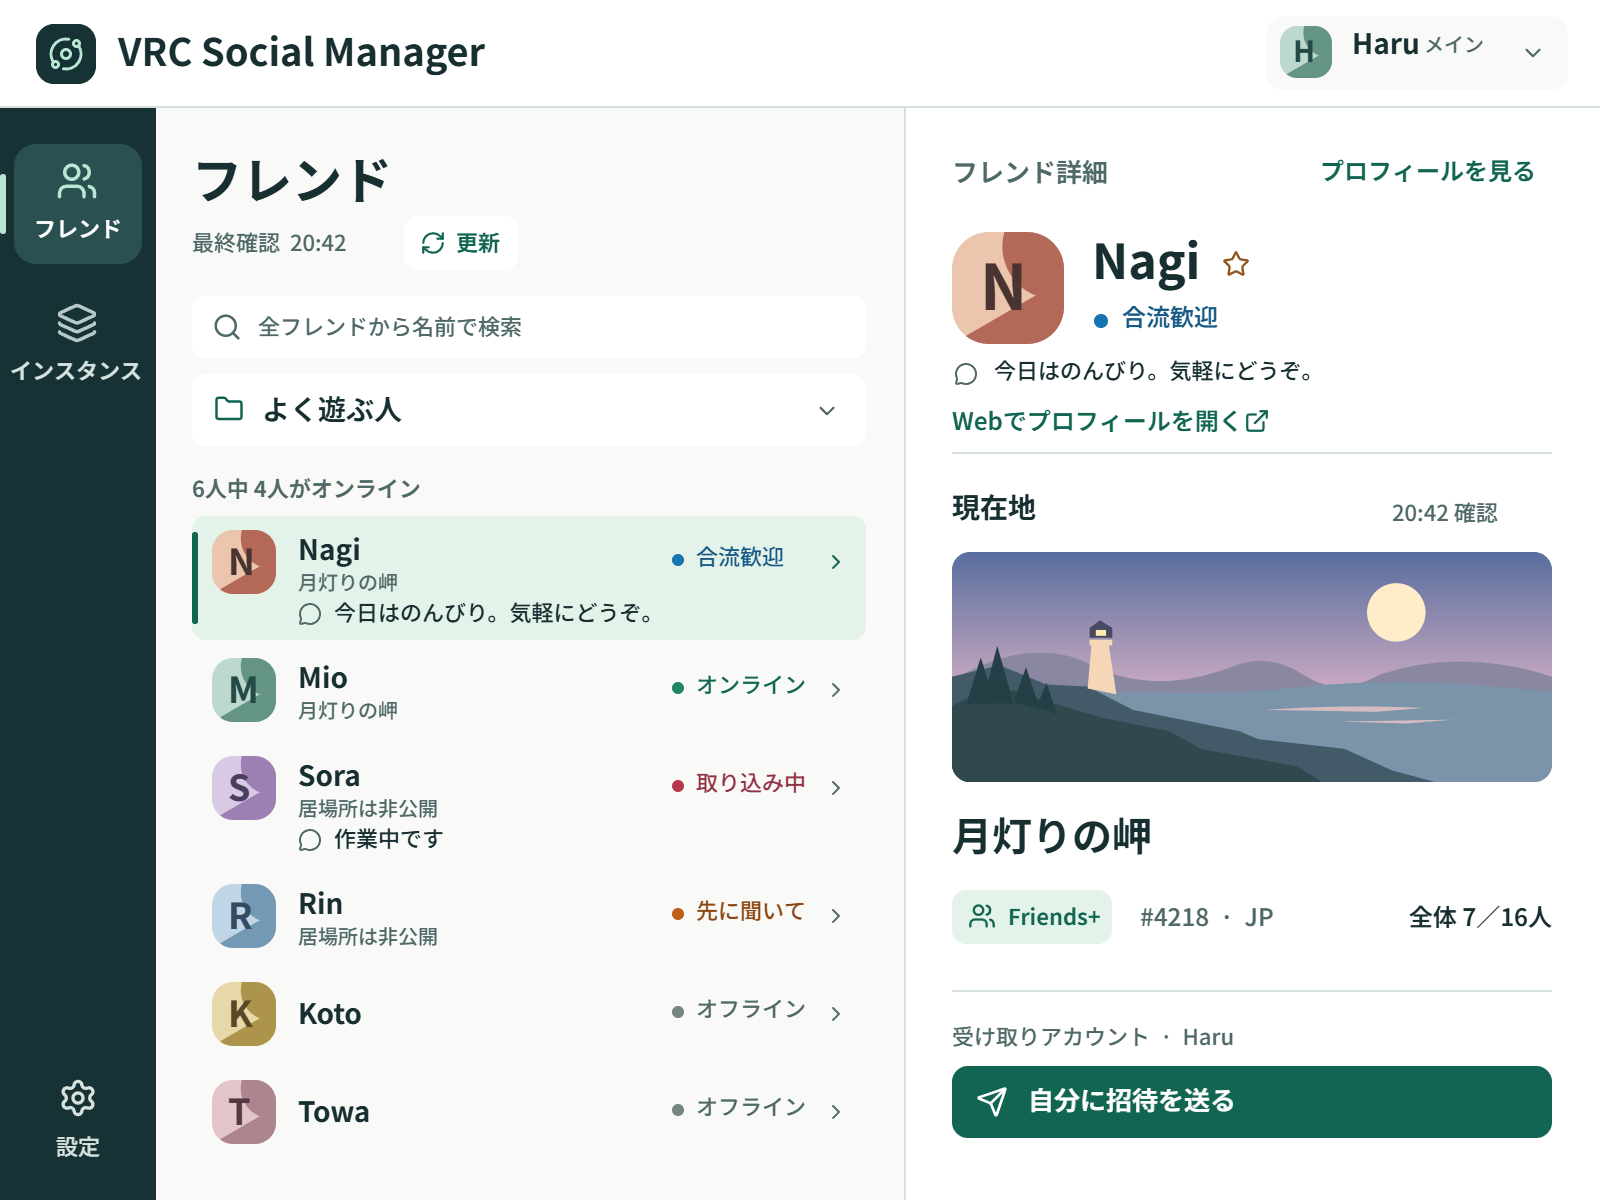 VRC Social Manager
H
Haru メイン
フレンド
インスタンス
設定
フレンド
最終確認 20:42
更新
全フレンドから名前で検索
よく遊ぶ人
6人中 4人がオンライン
N
Nagi
合流歓迎
月灯りの岬
今日はのんびり。気軽にどうぞ。
M
Mio
オンライン
月灯りの岬
S
Sora
取り込み中
居場所は非公開
作業中です
R
Rin
先に聞いて
居場所は非公開
K
Koto
オフライン
T
Towa
オフライン
フレンド詳細
プロフィールを見る
N
Nagi
合流歓迎
今日はのんびり。気軽にどうぞ。
Webでプロフィールを開く
現在地
20:42 確認
月灯りの岬
Friends+
#4218 · JP
全体 7／16人
受け取りアカウント · Haru
自分に招待を送る